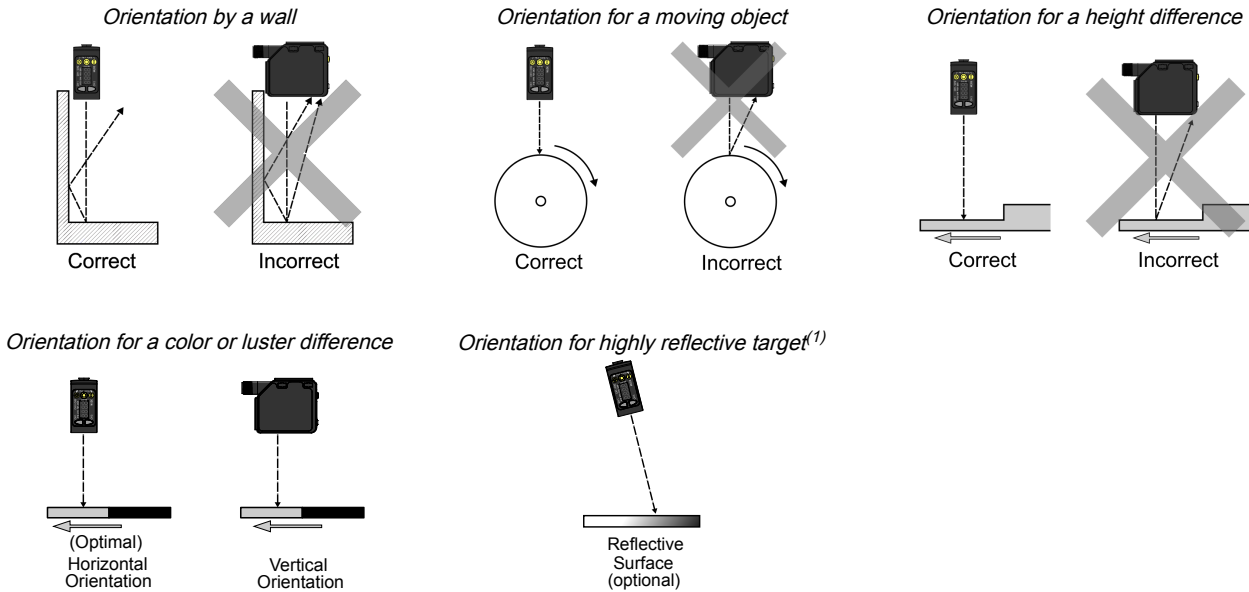 Orientation by a wall
Orientation for a moving object
Orientation for a height difference
Correct
Incorrect
Correct
Incorrect
Correct
Incorrect
Orientation for a color or luster difference
Orientation for highly reflective target(1)
(Optimal)
Horizontal
Orientation
Vertical
Orientation
Reflective
Surface
(optional)